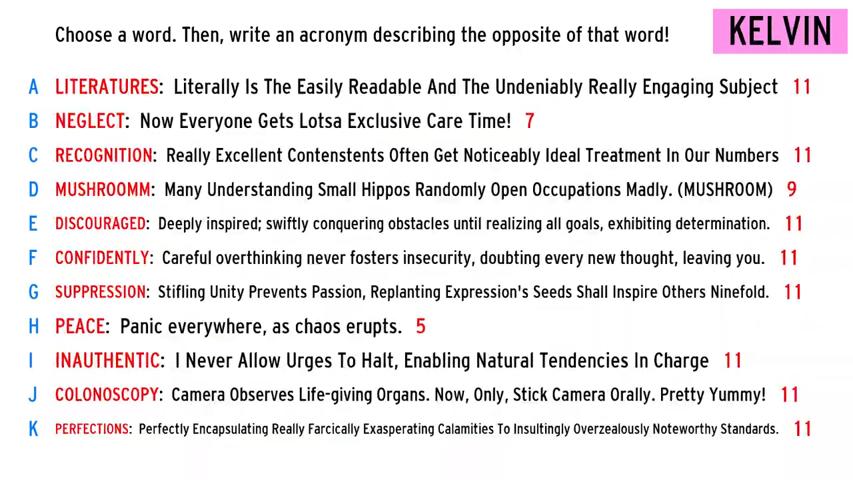 Choose a word. Then, write an acronym describing the opposite of that word!
KELVIN
A LITERATURES: Literally Is The Easily Readable And The Undeniably Really Engaging Subject 11
B NEGLECT: Now Everyone Gets Lotsa Exclusive Care Time! 7
C RECOGNITION: Really Excellent Contenstents Often Get Noticeably Ideal Treatment In Our Numbers 11
D MUSHROOMM: Many Understanding Small Hippos Randomly Open Occupations Madly. (MUSHROOM) 9
E DISCOURAGED: Deeply inspired; swiftly conquering obstacles until realizing all goals, exhibiting determination. 11
F CONFIDENTLY: Careful overthinking never fosters insecurity, doubting every new thought, leaving you. 11
G SUPPRESSION: Stifling Unity Prevents Passion, Replanting Expression's Seeds Shall Inspire Others Ninefold. 11
H PEACE: Panic everywhere, as chaos erupts. 5
I INAUTHENTIC: I Never Allow Urges To Halt, Enabling Natural Tendencies In Charge 11
J COLONOSCOPY: Camera Observes Life-giving Organs. Now, Only, Stick Camera Orally. Pretty Yummy! 11
K PERFECTIONS: Perfectly Encapsulating Really Farcically Exasperating Calamities To Insultingly Overzealously Noteworthy Standards. 11